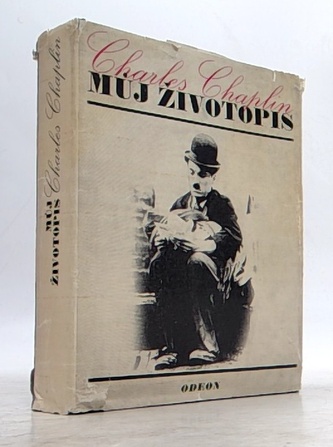 Charles Chaplin
MŮJ ŽIVOTOPIS
ODEON
MŮJ
ŽIVOTOPIS
Charles Chaplin